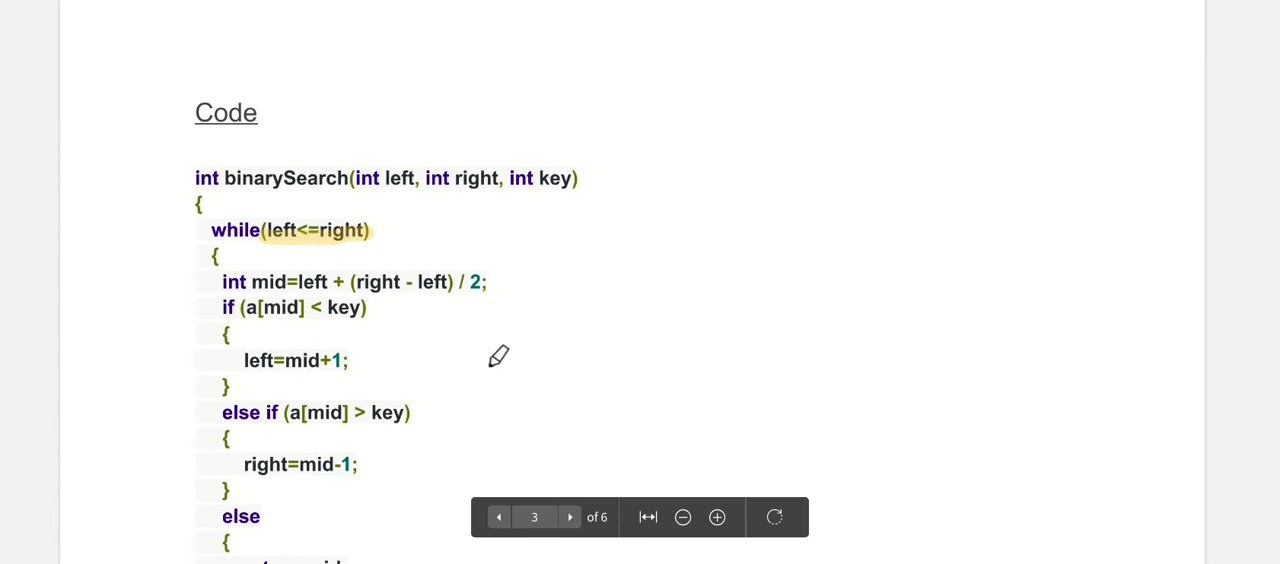 Code
int binarySearch(int left, int right, int key)
{
while(left<=right)
{
int mid=left + (right - left) / 2;
if (a[mid] < key)
{
left=mid+1;
}
else if (a[mid] > key)
{
right=mid-1;
}
else
{
3 of 6